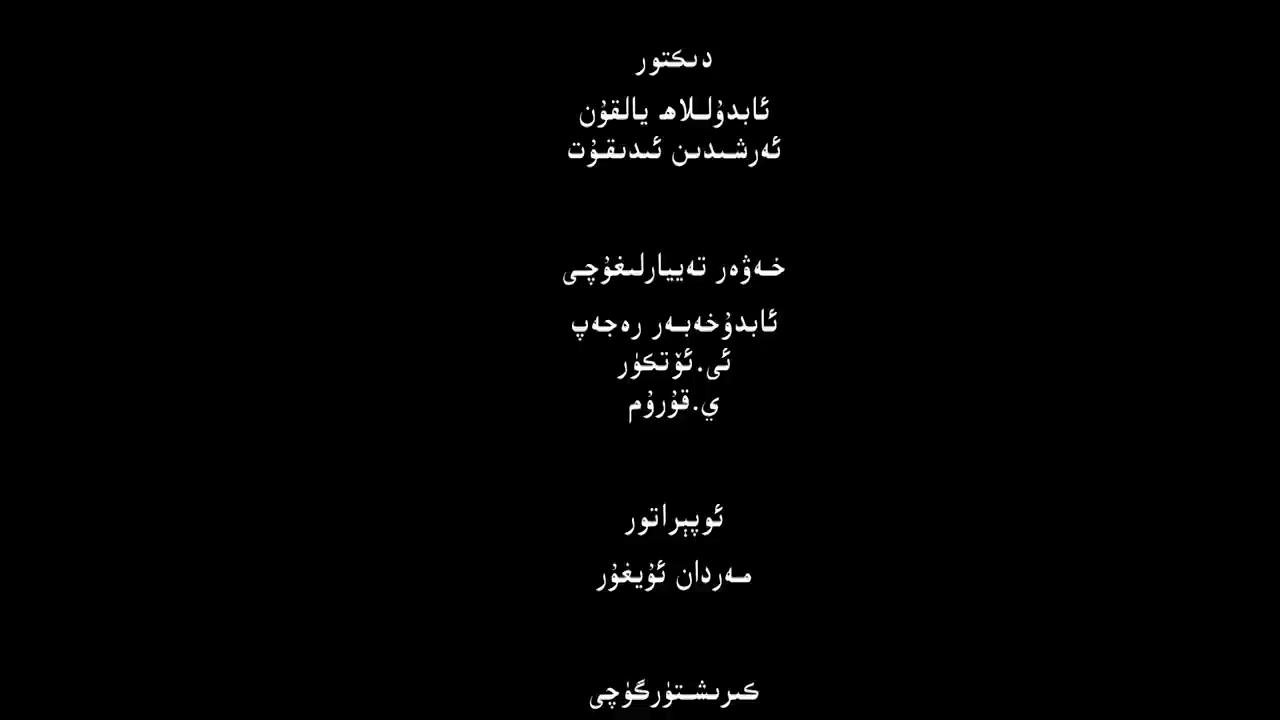 دىكتور
ئابدۇللاھ يالقۇن
ئەرشىدىن ئىدىقۇت
خەۋەر تەييارلىغۇچى
ئابدۇخەبەر رەجەپ
ئى.ئۆتكۈر
ي.قۇرۇم
ئوپېراتور
مەردان ئۇيغۇر
كىرىشتۈرگۈچى